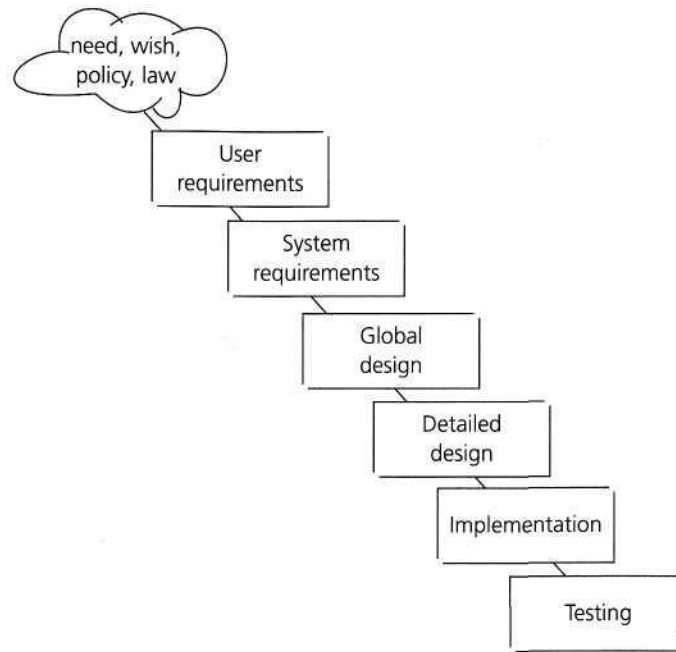 need, wish,
policy, law
User
requirements
System
requirements
Global
design
Detailed
design
Implementation
Testing